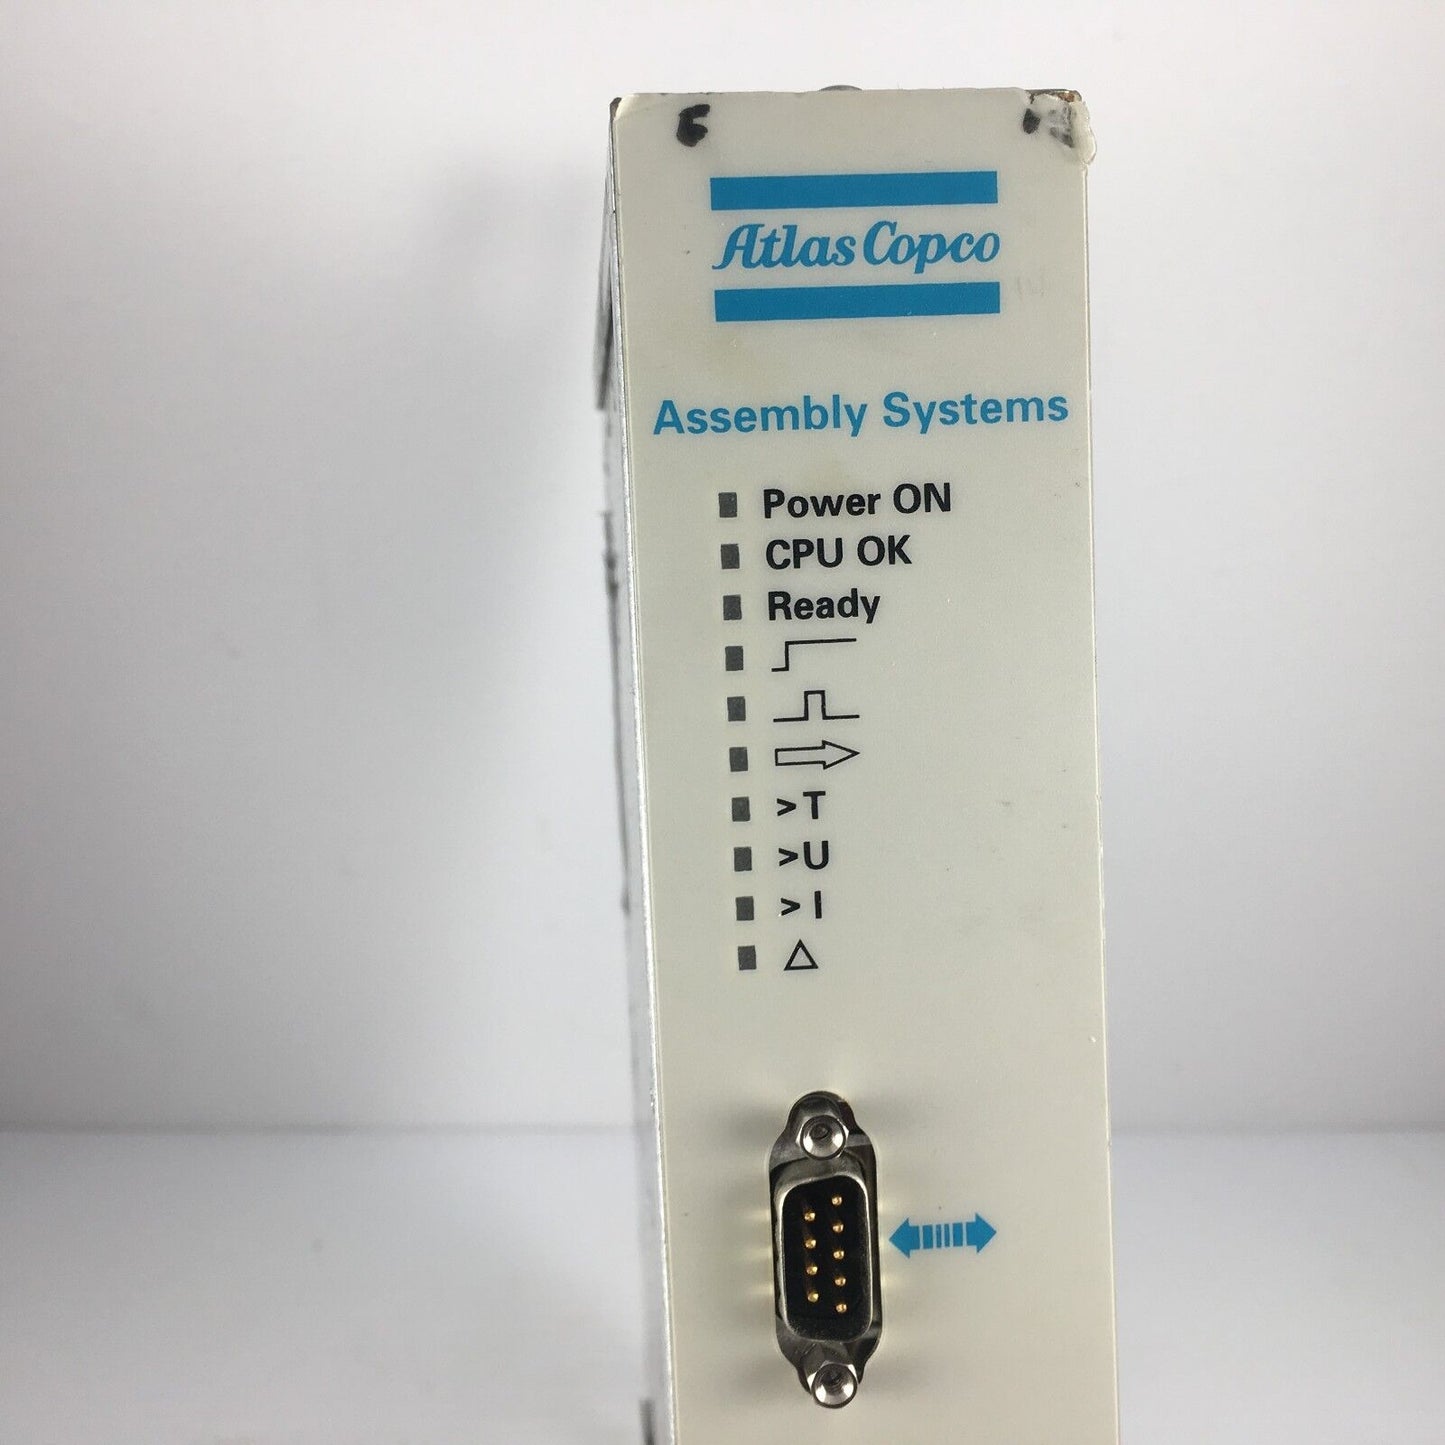 Atlas Copco
Assembly Systems
Power ON
CPU OK
Ready
>T
>U
>I